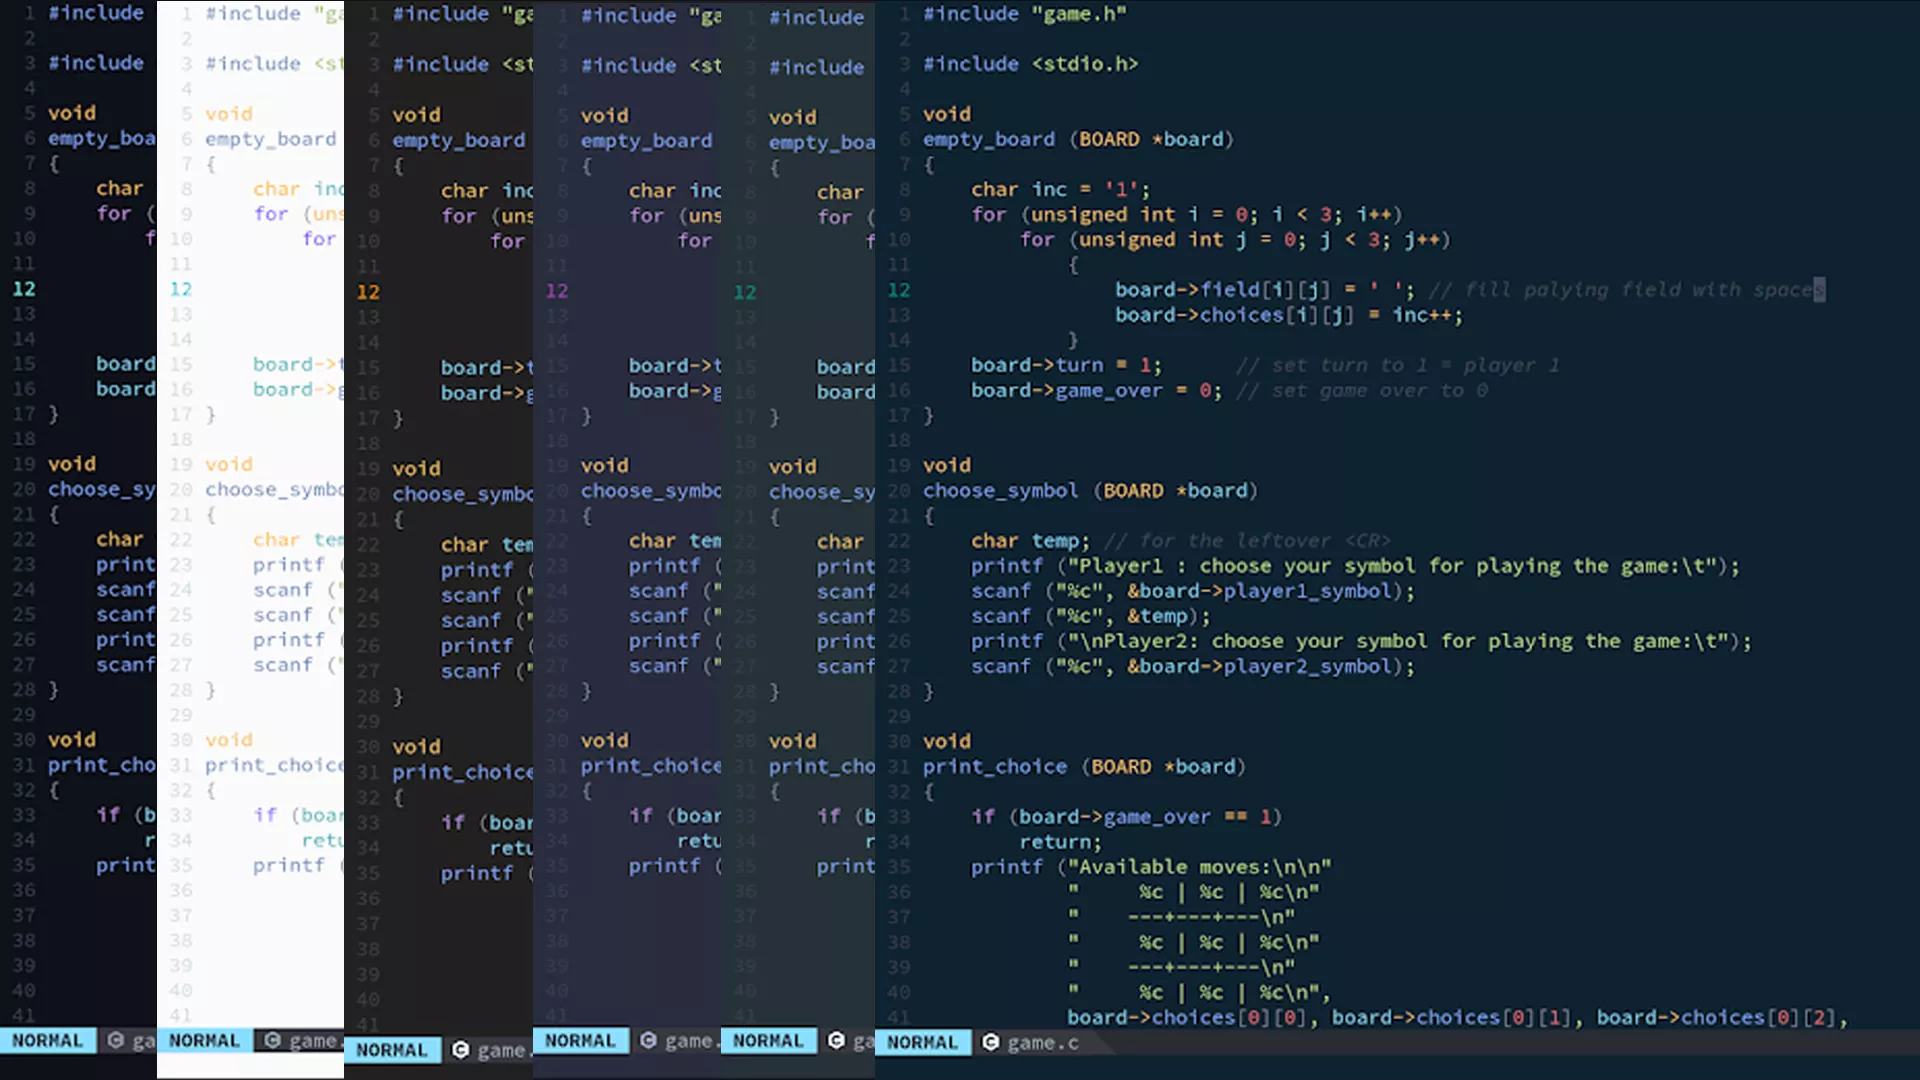 1 #include
2
3 #include
4
5 void
6 empty_boa
7 {
8 char
9 for (
10 f
11
12
13
14
15 board
16 board
17 }
18
19 void
20 choose_sy
21 {
22 char
23 print
24 scanf
25 scanf
26 print
27 scanf
28 }
29
30 void
31 print_cho
32 {
33 if (b
34 r
35 print
36
37
38
39
40
41
NORMAL ga
1 #include "g
2
3 #include <st
4
5 void
6 empty_board
7 {
8 char inc
9 for (uns
10 for
11
12
13
14
15 board->t
16 board->g
17 }
18
19 void
20 choose_symbo
21 {
22 char tem
23 printf (
24 scanf ("
25 scanf ("
26 printf (
27 scanf ("
28 }
29
30 void
31 print_choice
32 {
33 if (boar
34 retu
35 printf (
36
37
38
39
40
41
NORMAL game.
1 #include "ga
2
3 #include <st
4
5 void
6 empty_board
7 {
8 char inc
9 for (uns
10 for
11
12
13
14
15 board->t
16 board->g
17 }
18
19 void
20 choose_symbo
21 {
22 char tem
23 printf (
24 scanf ("
25 scanf ("
26 printf (
27 scanf ("
28 }
29
30 void
31 print_choice
32 {
33 if (boar
34 retu
35 printf (
36
37
38
39
40
41
NORMAL game.
1 #include "ga
2
3 #include <st
4
5 void
6 empty_board
7 {
8 char inc
9 for (uns
10 for
11
12
13
14
15 board->t
16 board->g
17 }
18
19 void
20 choose_symbo
21 {
22 char tem
23 printf (
24 scanf ("
25 scanf ("
26 printf (
27 scanf ("
28 }
29
30 void
31 print_choice
32 {
33 if (boar
34 retu
35 printf (
36
37
38
39
40
41
NORMAL game.
1 #include
2
3 #include
4
5 void
6 empty_boa
7 {
8 char
9 for (
10 f
11
12
13
14
15 board
16 board
17 }
18
19 void
20 choose_sy
21 {
22 char
23 print
24 scanf
25 scanf
26 print
27 scanf
28 }
29
30 void
31 print_cho
32 {
33 if (b
34 r
35 print
36
37
38
39
40
41
NORMAL ga
1 #include "game.h"
2
3 #include <stdio.h>
4
5 void
6 empty_board (BOARD *board)
7 {
8 char inc = '1';
9 for (unsigned int i = 0; i < 3; i++)
10 for (unsigned int j = 0; j < 3; j++)
11 {
12 board->field[i][j] = ' '; // fill palying field with spaces
13 board->choices[i][j] = inc++;
14 }
15 board->turn = 1; // set turn to 1 = player 1
16 board->game_over = 0; // set game over to 0
17 }
18
19 void
20 choose_symbol (BOARD *board)
21 {
22 char temp; // for the leftover <CR>
23 printf ("Player1 : choose your symbol for playing the game:\t");
24 scanf ("%c", &board->player1_symbol);
25 scanf ("%c", &temp);
26 printf ("\nPlayer2: choose your symbol for playing the game:\t");
27 scanf ("%c", &board->player2_symbol);
28 }
29
30 void
31 print_choice (BOARD *board)
32 {
33 if (board->game_over == 1)
34 return;
35 printf ("Available moves:\n\n"
36 " %c | %c | %c\n"
37 " ---+---+---\n"
38 " %c | %c | %c\n"
39 " ---+---+---\n"
40 " %c | %c | %c\n",
41 board->choices[0][0], board->choices[0][1], board->choices[0][2],
NORMAL game.c